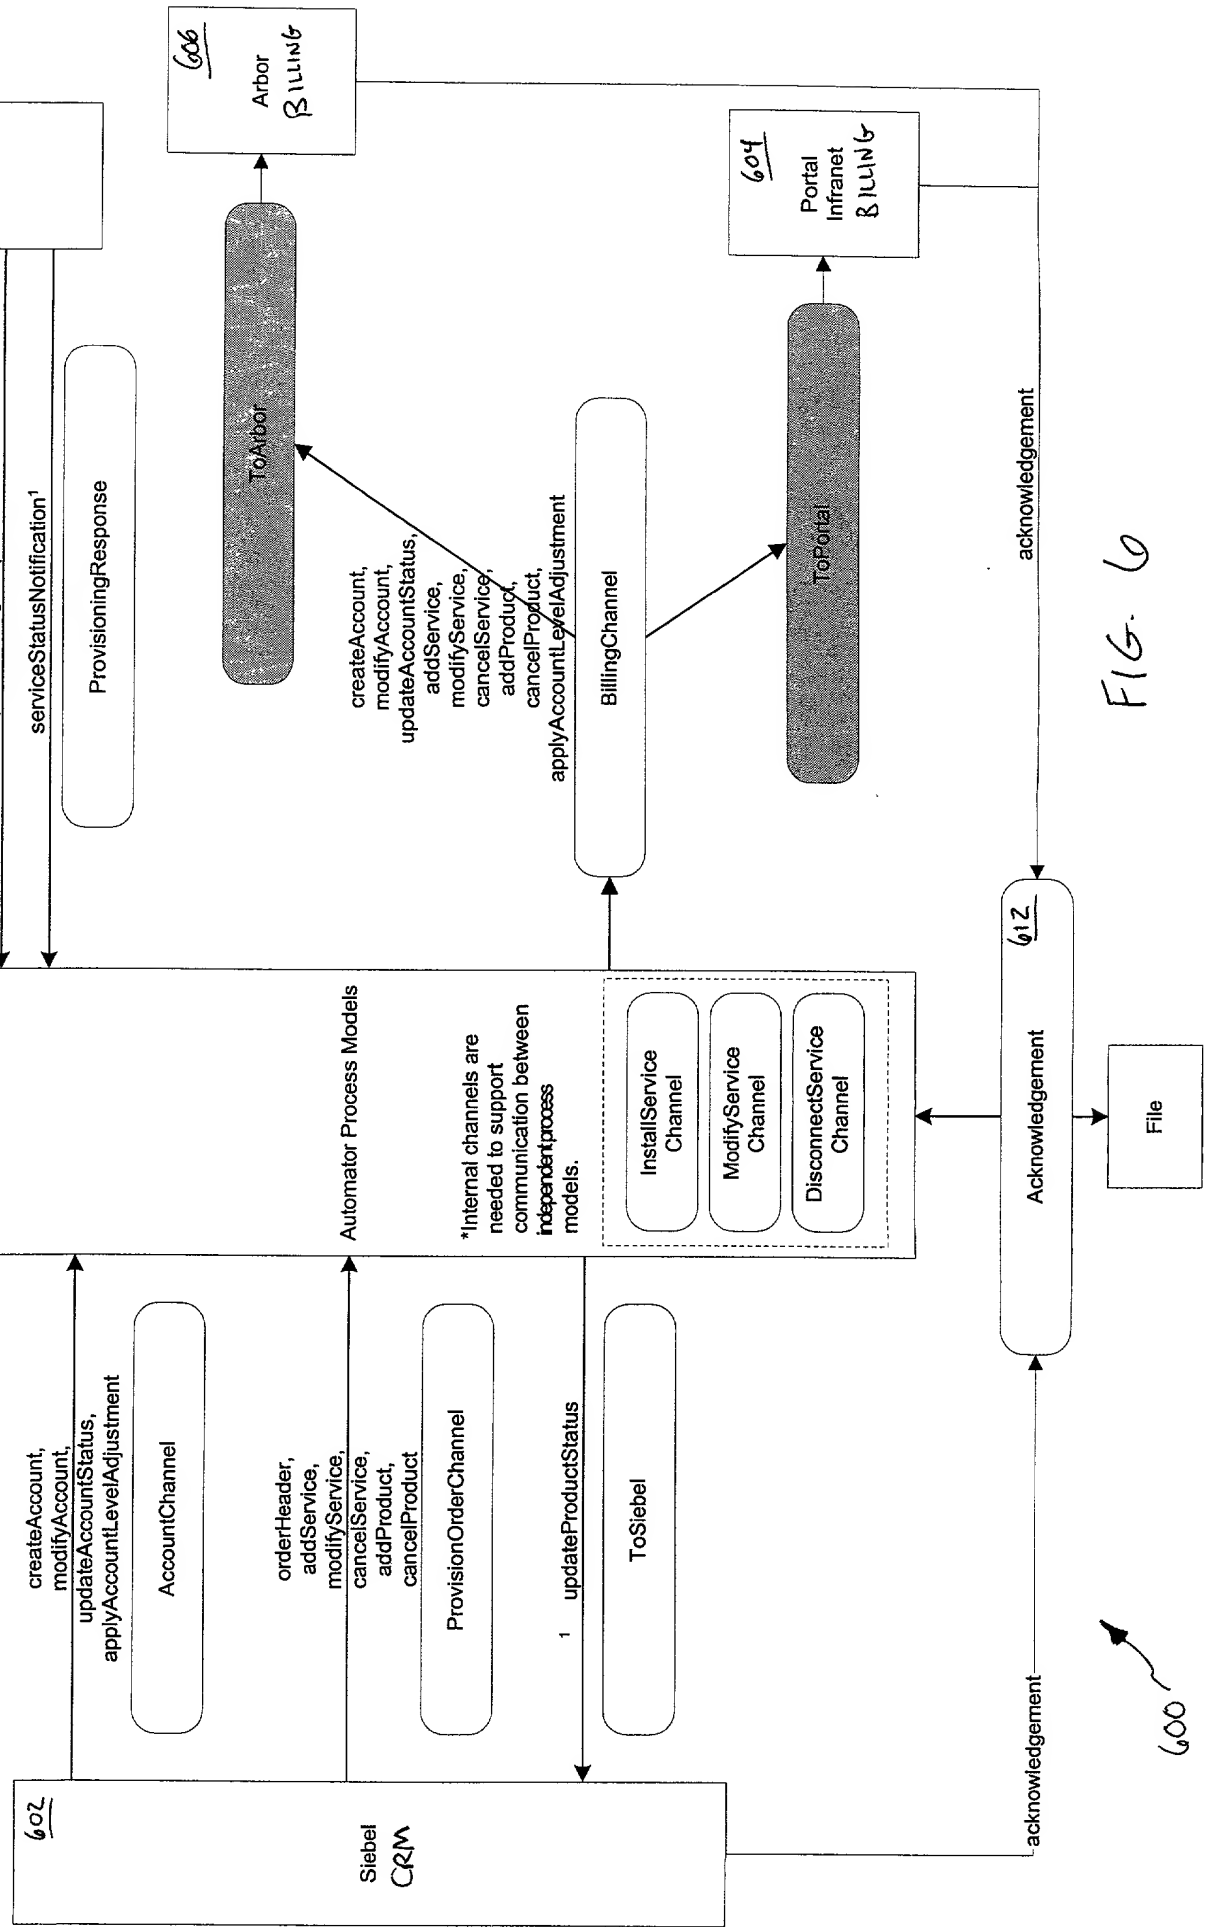 602
Siebel
CRM
createAccount,
modifyAccount,
updateAccountStatus,
applyAccountLevelAdjustment
AccountChannel
orderHeader,
addService,
modifyService,
cancelService,
addProduct,
cancelProduct
ProvisionOrderChannel
1
updateProductStatus
ToSiebel
acknowledgement
Automator Process Models
*Internal channels are
needed to support
communication between
independent process
models.
InstallService
Channel
ModifyService
Channel
DisconnectService
Channel
serviceStatusNotification¹
ProvisioningResponse
ToArbor
606
Arbor
BILLING
createAccount,
modifyAccount,
updateAccountStatus,
addService,
modifyService,
cancelService,
addProduct,
cancelProduct,
applyAccountLevelAdjustment
BillingChannel
ToPortal
604
Portal
Infranet
BILLING
acknowledgement
612
Acknowledgement
File
600
FIG. 6